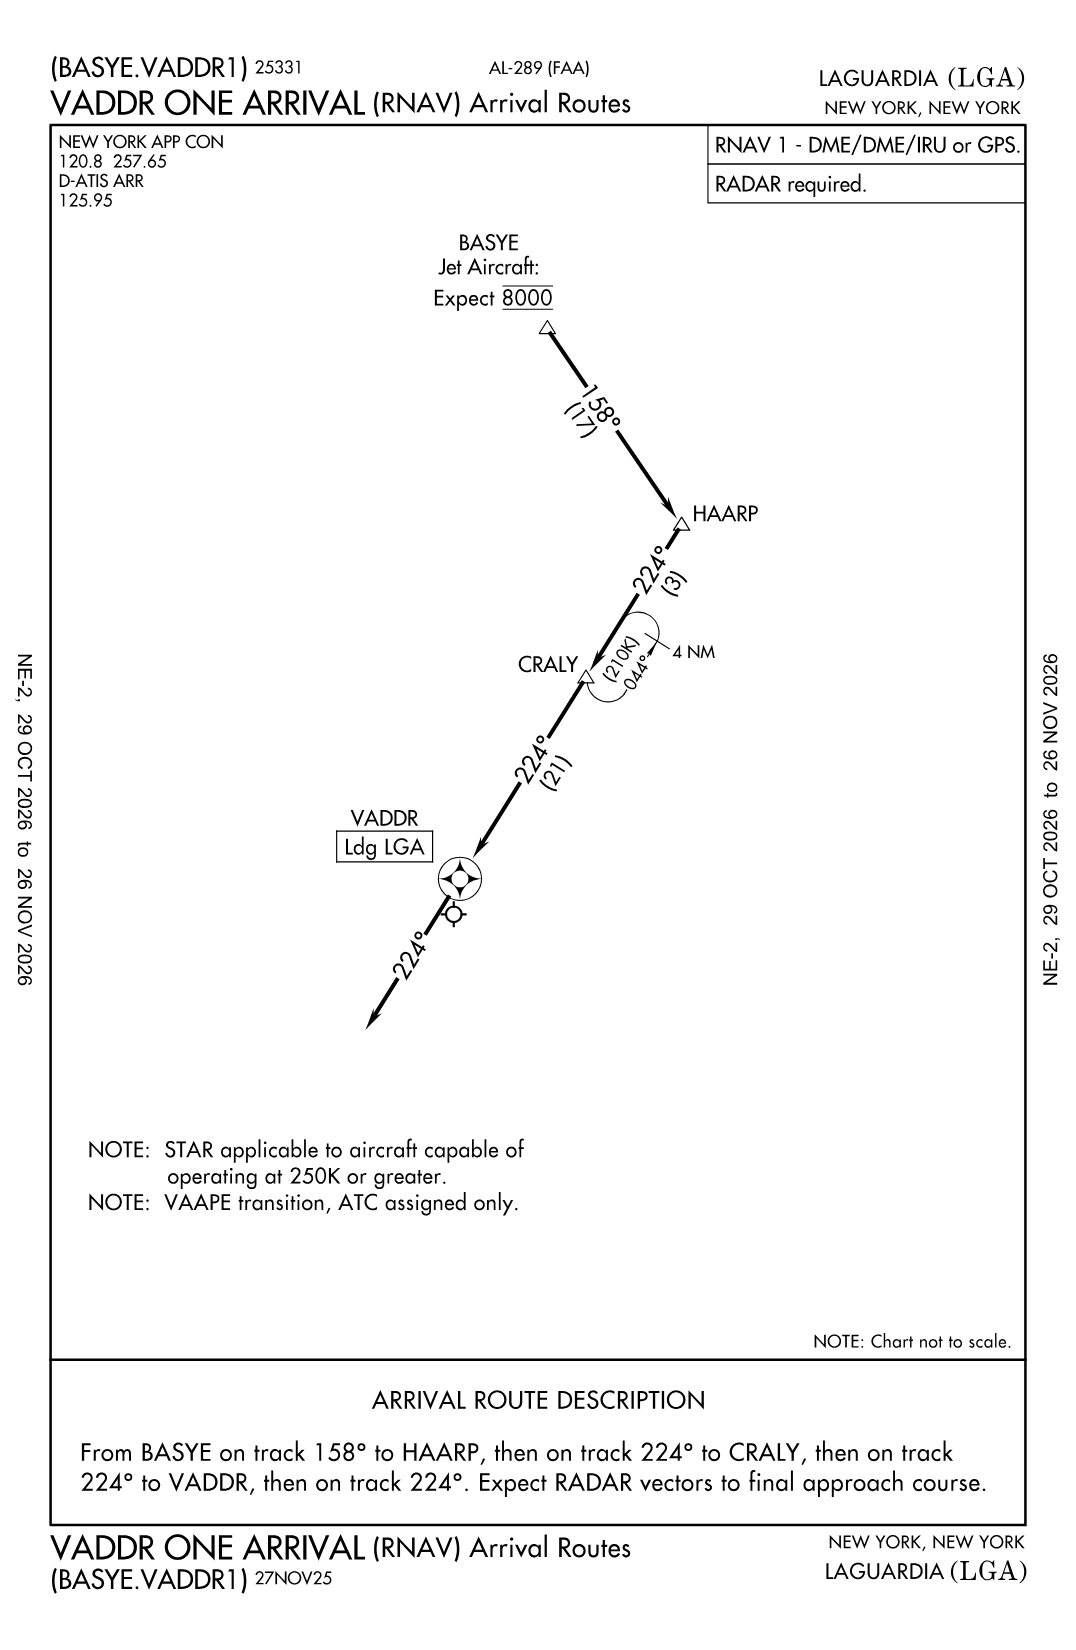 (BASYE.VADDR1) 25331
AL-289 (FAA)
LAGUARDIA (LGA)
VADDR ONE ARRIVAL (RNAV) Arrival Routes
NEW YORK, NEW YORK
NEW YORK APP CON
120.8 257.65
D-ATIS ARR
125.95
RNAV 1 - DME/DME/IRU or GPS.
RADAR required.
BASYE
Jet Aircraft:
Expect 8000
158°
(17)
HAARP
224°
(3)
CRALY
(210K)
044°
4 NM
224°
(21)
VADDR
Ldg LGA
224°
NE-2, 29 OCT 2026 to 26 NOV 2026
NE-2, 29 OCT 2026 to 26 NOV 2026
NOTE: STAR applicable to aircraft capable of
operating at 250K or greater.
NOTE: VAAPE transition, ATC assigned only.
NOTE: Chart not to scale.
ARRIVAL ROUTE DESCRIPTION
From BASYE on track 158° to HAARP, then on track 224° to CRALY, then on track
224° to VADDR, then on track 224°. Expect RADAR vectors to final approach course.
VADDR ONE ARRIVAL (RNAV) Arrival Routes
(BASYE.VADDR1) 27NOV25
NEW YORK, NEW YORK
LAGUARDIA (LGA)